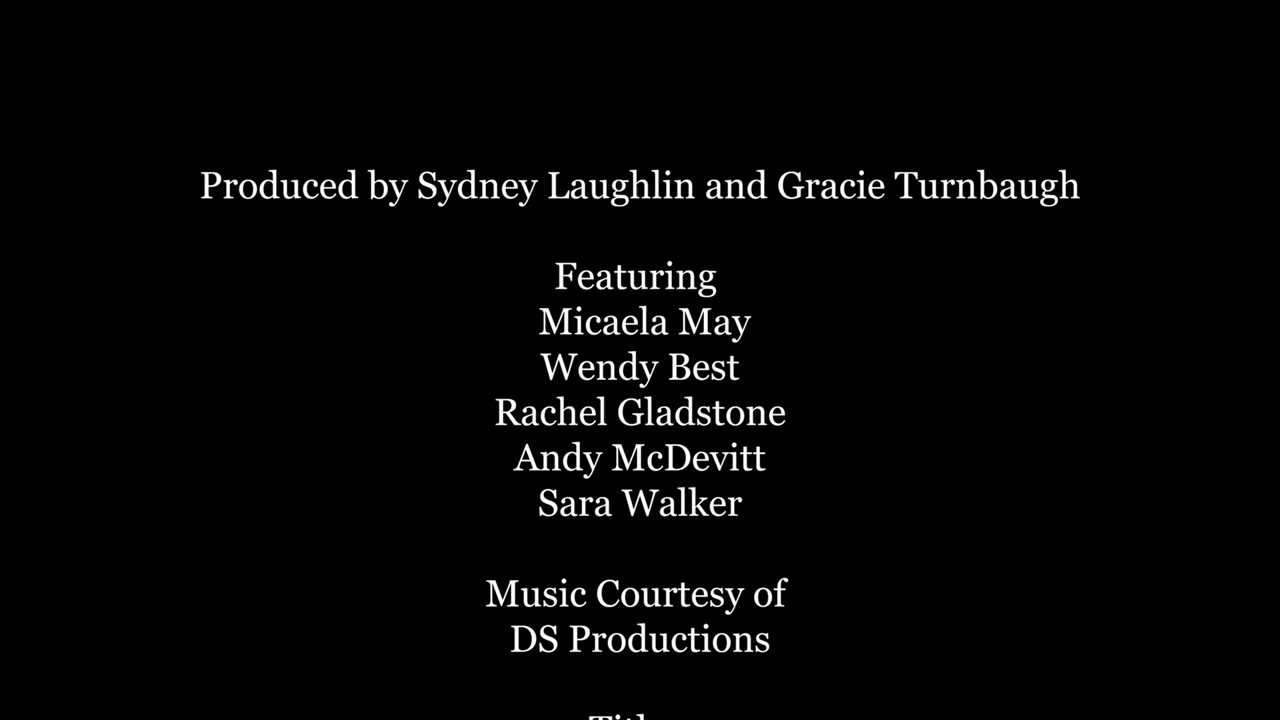 Produced by Sydney Laughlin and Gracie Turnbaugh
Featuring
Micaela May
Wendy Best
Rachel Gladstone
Andy McDevitt
Sara Walker
Music Courtesy of
DS Productions